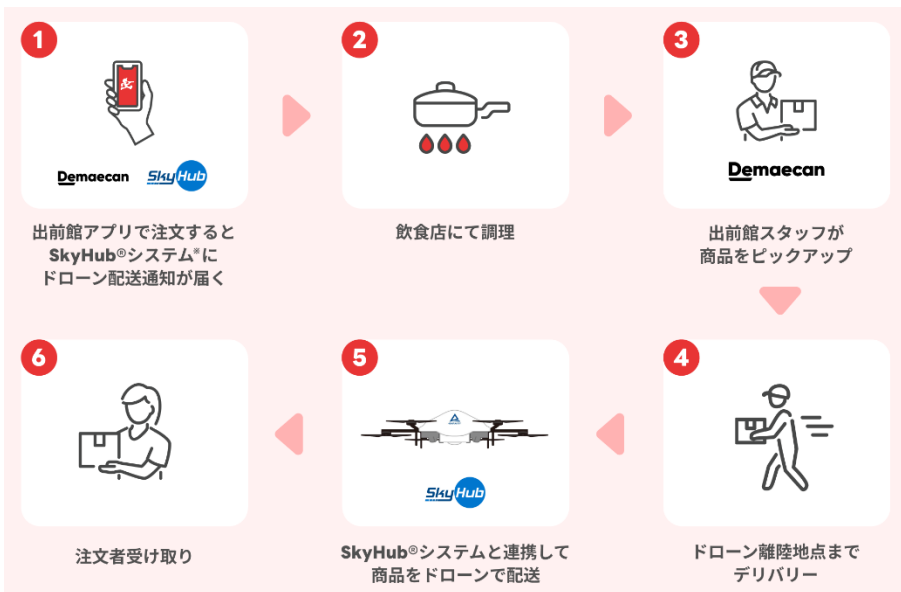 1
Demaecan SkyHub
出前館アプリで注文すると
SkyHub®システム※に
ドローン配送通知が届く
2
飲食店にて調理
3
Demaecan
出前館スタッフが
商品をピックアップ
4
ドローン離陸地点まで
デリバリー
5
SkyHub
SkyHub®システムと連携して
商品をドローンで配送
6
注文者受け取り